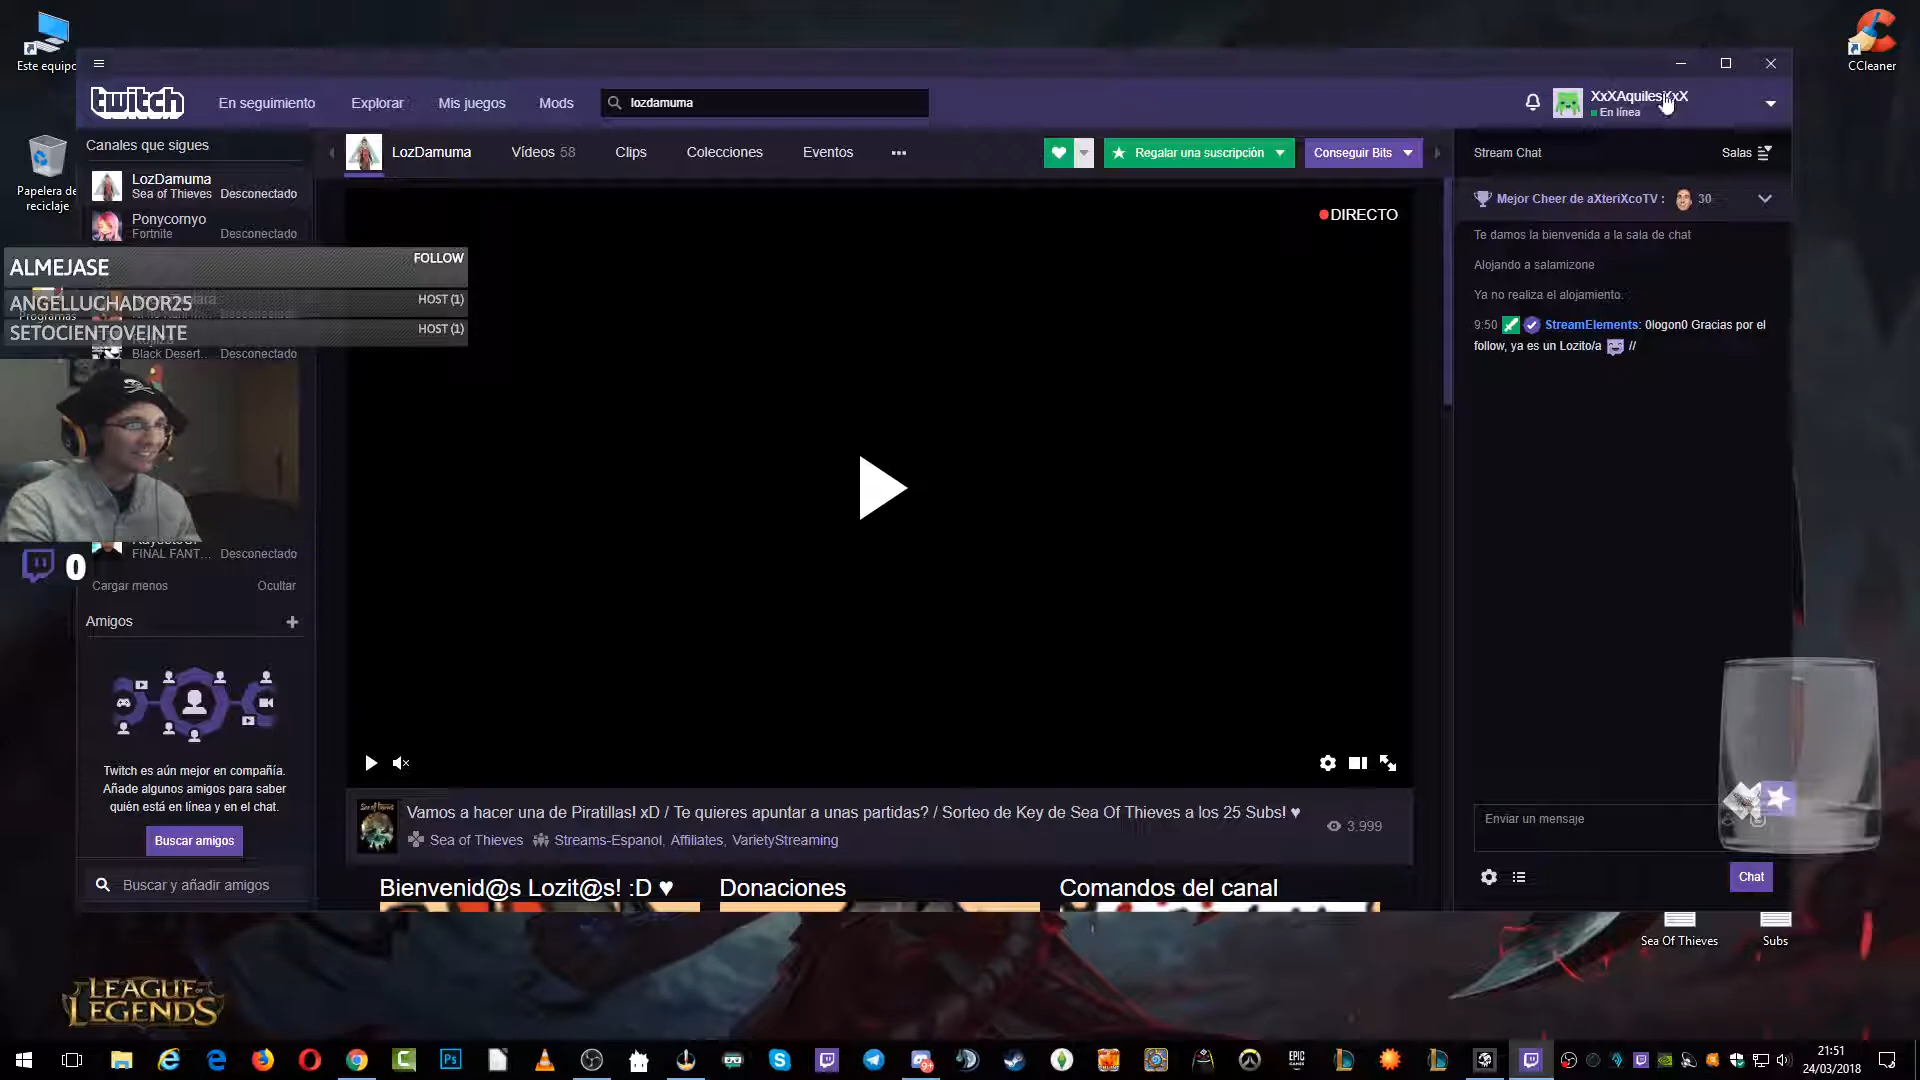 Este equipo
CCleaner
twitch
En seguimiento
Explorar
Mis juegos
Mods
lozdamuma
En línea
Canales que sigues
LozDamuma
Vídeos 58
Clips
Colecciones
Eventos
Regalar una suscripción
Conseguir Bits
Stream Chat
Salas
Papelera de
reciclaje
LozDamuma
Sea of Thieves Desconectado
Ponycornyo
Fortnite Desconectado
ALMEJASE FOLLOW
ANGELLUCHADOR25 HOST (1)
SETOCIENTOVEINTE HOST (1)
Black Desert... Desconectado
FINAL FANT... Desconectado
0
Cargar menos Ocultar
Amigos
Twitch es aún mejor en compañía.
Añade algunos amigos para saber
quién está en línea y en el chat.
Buscar amigos
Buscar y añadir amigos
DIRECTO
Vamos a hacer una de Piratillas! xD / Te quieres apuntar a unas partidas? / Sorteo de Key de Sea Of Thieves a los 25 Subs! ♥
Sea of Thieves Streams-Espanol, Affiliates, VarietyStreaming
3.999
Bienvenid@s Lozit@s! :D ♥
Donaciones
Comandos del canal
Mejor Cheer de aXteriXcoTV : 30
Te damos la bienvenida a la sala de chat
Alojando a salamizone
Ya no realiza el alojamiento.
9:50 StreamElements: 0logon0 Gracias por el
follow, ya es un Lozito/a //
Enviar un mensaje
Chat
Sea Of Thieves
Subs
LEAGUE OF
LEGENDS
Ps
EPIC
GAMES
9+
21:51
24/03/2018